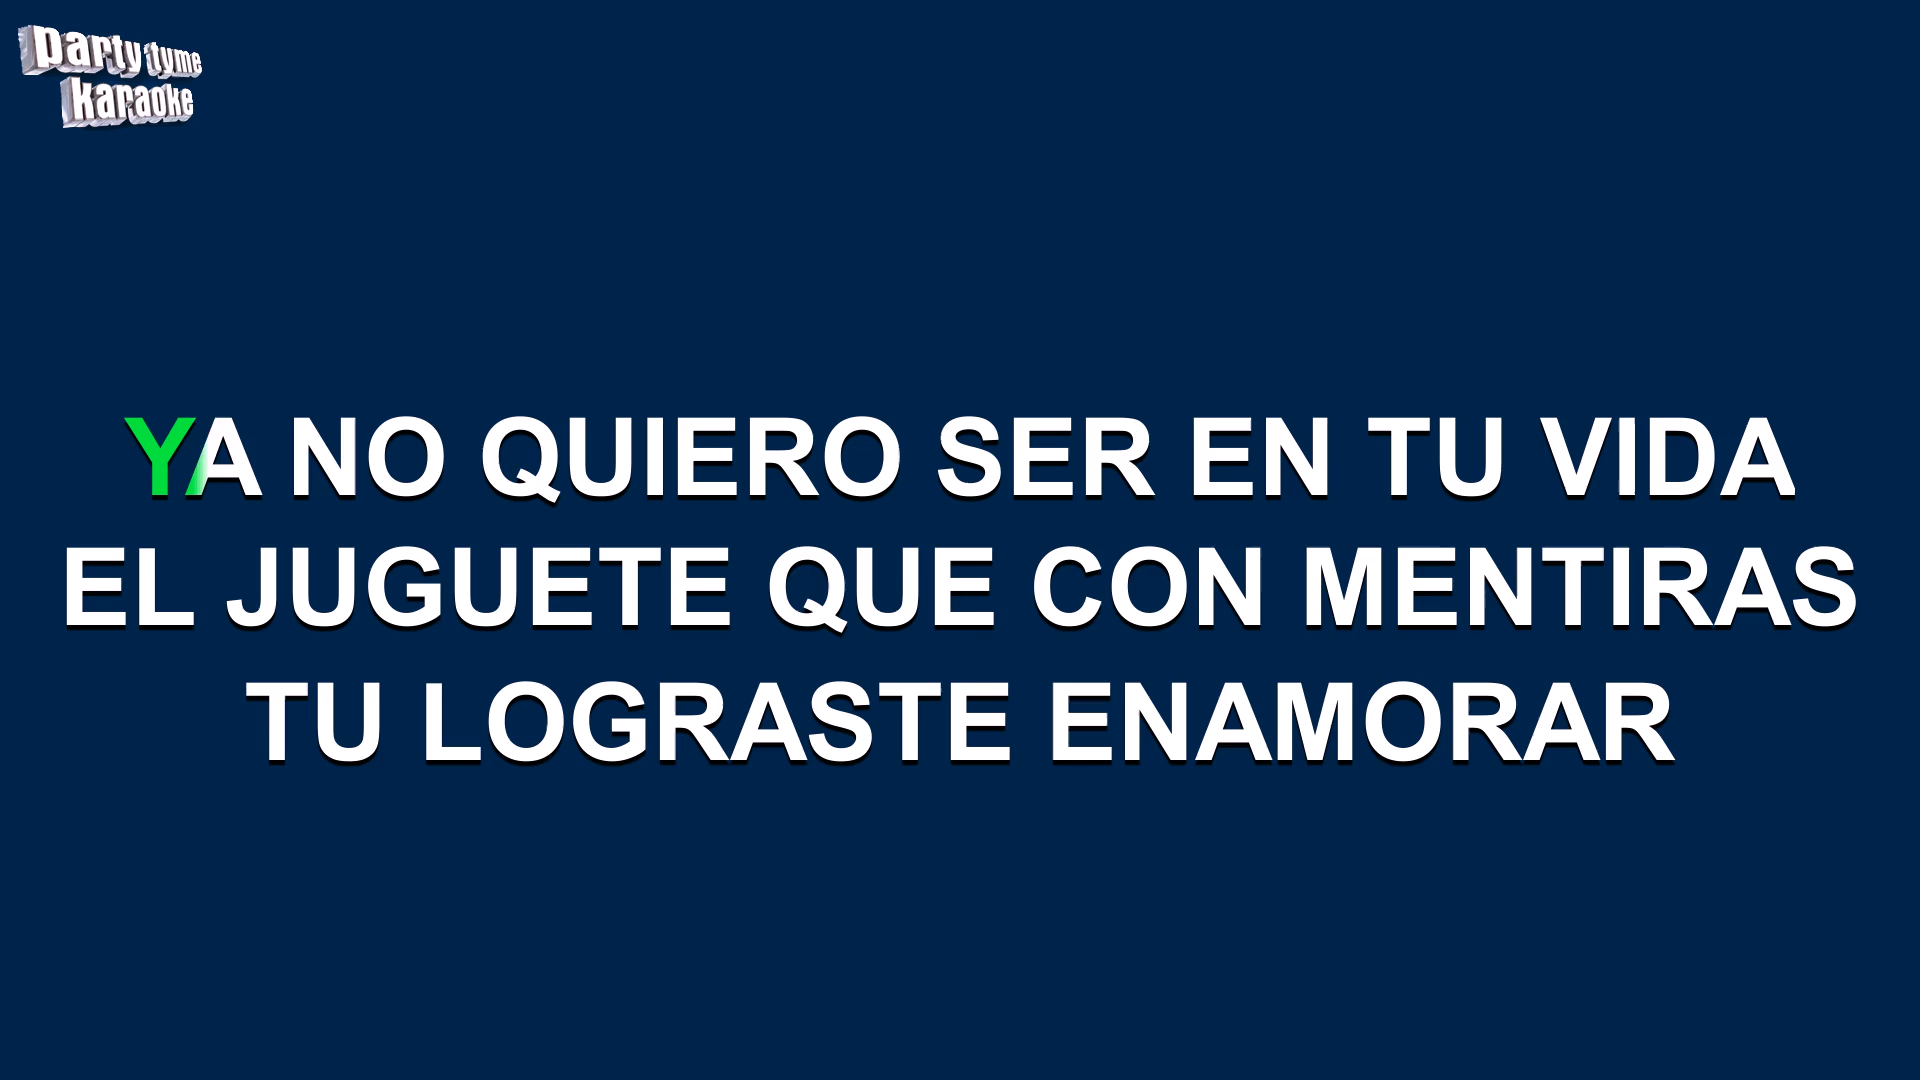 party tyme
karaoke
YA NO QUIERO SER EN TU VIDA
EL JUGUETE QUE CON MENTIRAS
TU LOGRASTE ENAMORAR